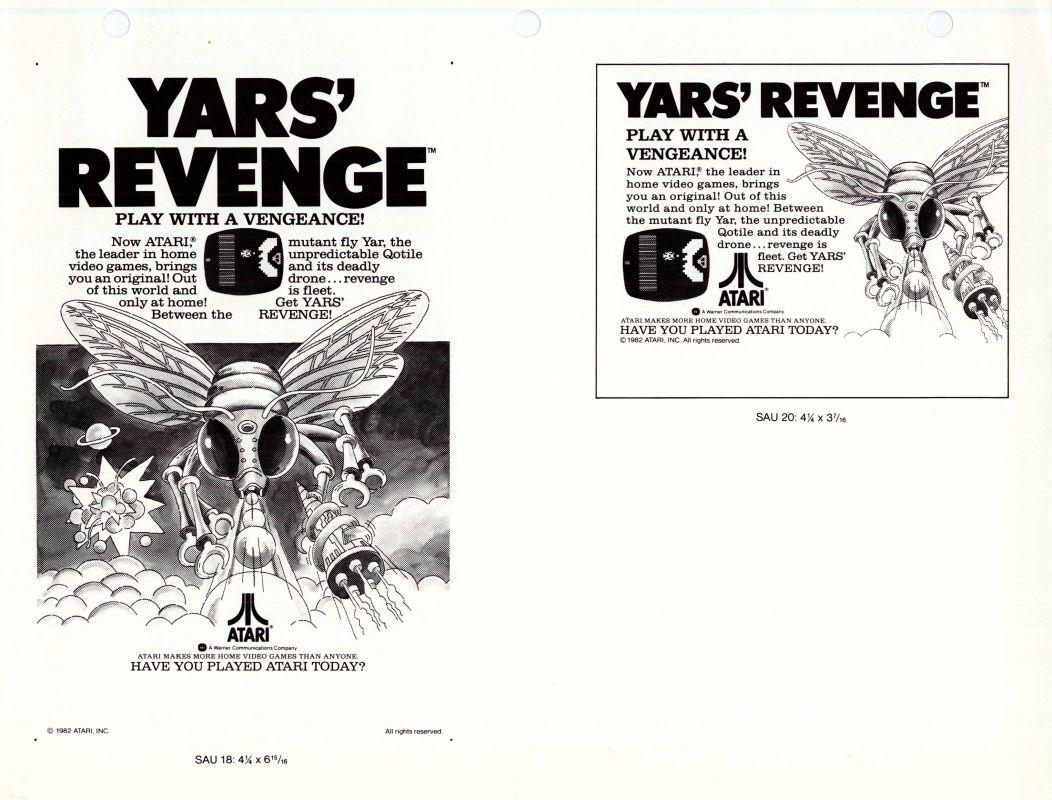 YARS'
REVENGE™
PLAY WITH A VENGEANCE!
Now ATARI,®
the leader in home
video games, brings
you an original! Out
of this world and
only at home!
Between the
mutant fly Yar, the
unpredictable Qotile
and its deadly
drone...revenge
is fleet.
Get YARS'
REVENGE!
ATARI®
A Warner Communications Company
ATARI MAKES MORE HOME VIDEO GAMES THAN ANYONE.
HAVE YOU PLAYED ATARI TODAY?
© 1982 ATARI, INC.
All rights reserved.
SAU 18: 4¼ x 6 15/16
YARS' REVENGE™
PLAY WITH A
VENGEANCE!
Now ATARI,® the leader in
home video games, brings
you an original! Out of this
world and only at home! Between
the mutant fly Yar, the unpredictable
Qotile and its deadly
drone...revenge is
fleet. Get YARS'
REVENGE!
ATARI®
A Warner Communications Company
ATARI MAKES MORE HOME VIDEO GAMES THAN ANYONE.
HAVE YOU PLAYED ATARI TODAY?
© 1982 ATARI, INC. All rights reserved.
SAU 20: 4¼ x 3 7/16